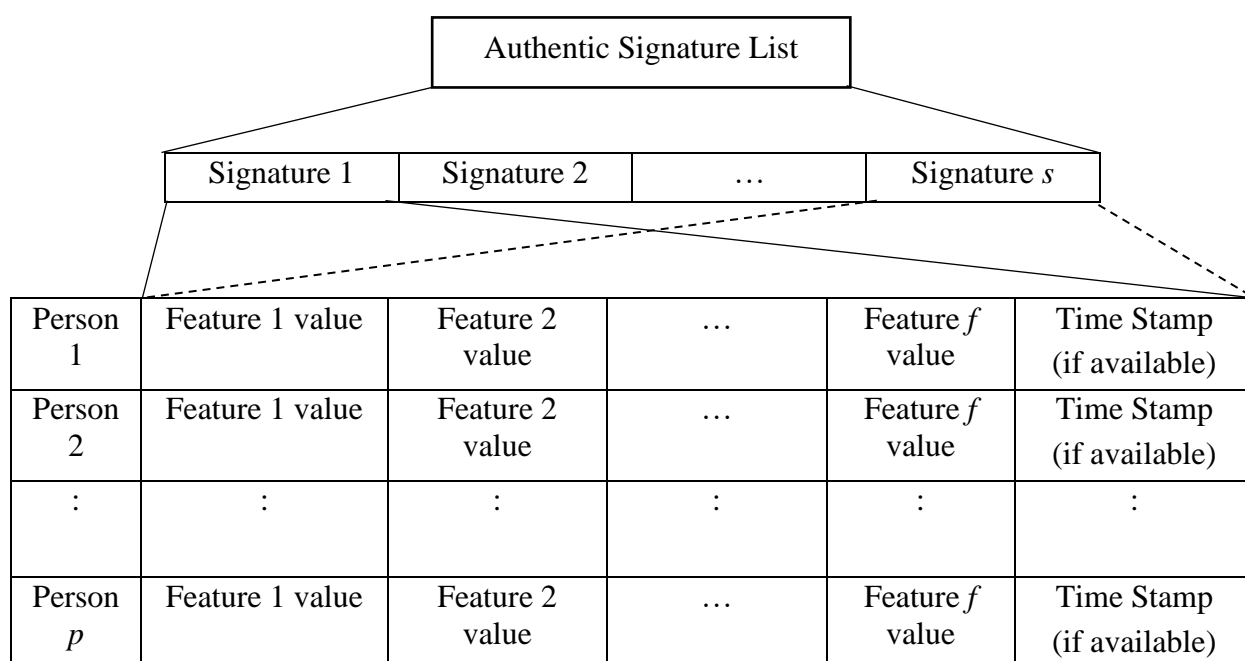 Authentic Signature List
Signature 1 Signature 2 … Signature s
Person Feature 1 value Feature 2 … Feature f Time Stamp
1 value value (if available)
Person Feature 1 value Feature 2 … Feature f Time Stamp
2 value value (if available)
: : : : : :
Person Feature 1 value Feature 2 … Feature f Time Stamp
p value value (if available)